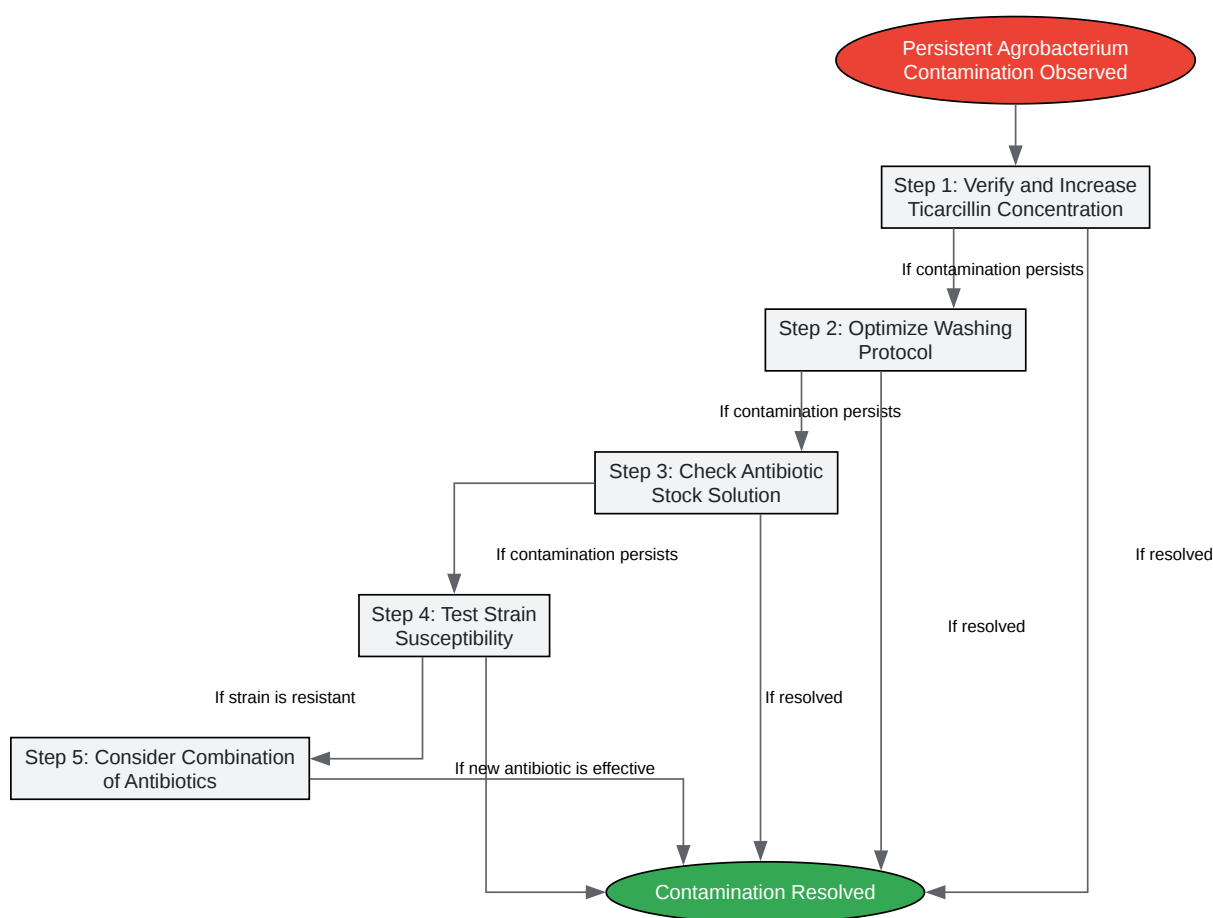 Persistent Agrobacterium
Contamination Observed
Step 1: Verify and Increase
Ticarcillin Concentration
If contamination persists
Step 2: Optimize Washing
Protocol
If contamination persists
Step 3: Check Antibiotic
Stock Solution
If contamination persists
If resolved
Step 4: Test Strain
Susceptibility
If resolved
If strain is resistant
If resolved
Step 5: Consider Combination
of Antibiotics
If new antibiotic is effective
Contamination Resolved